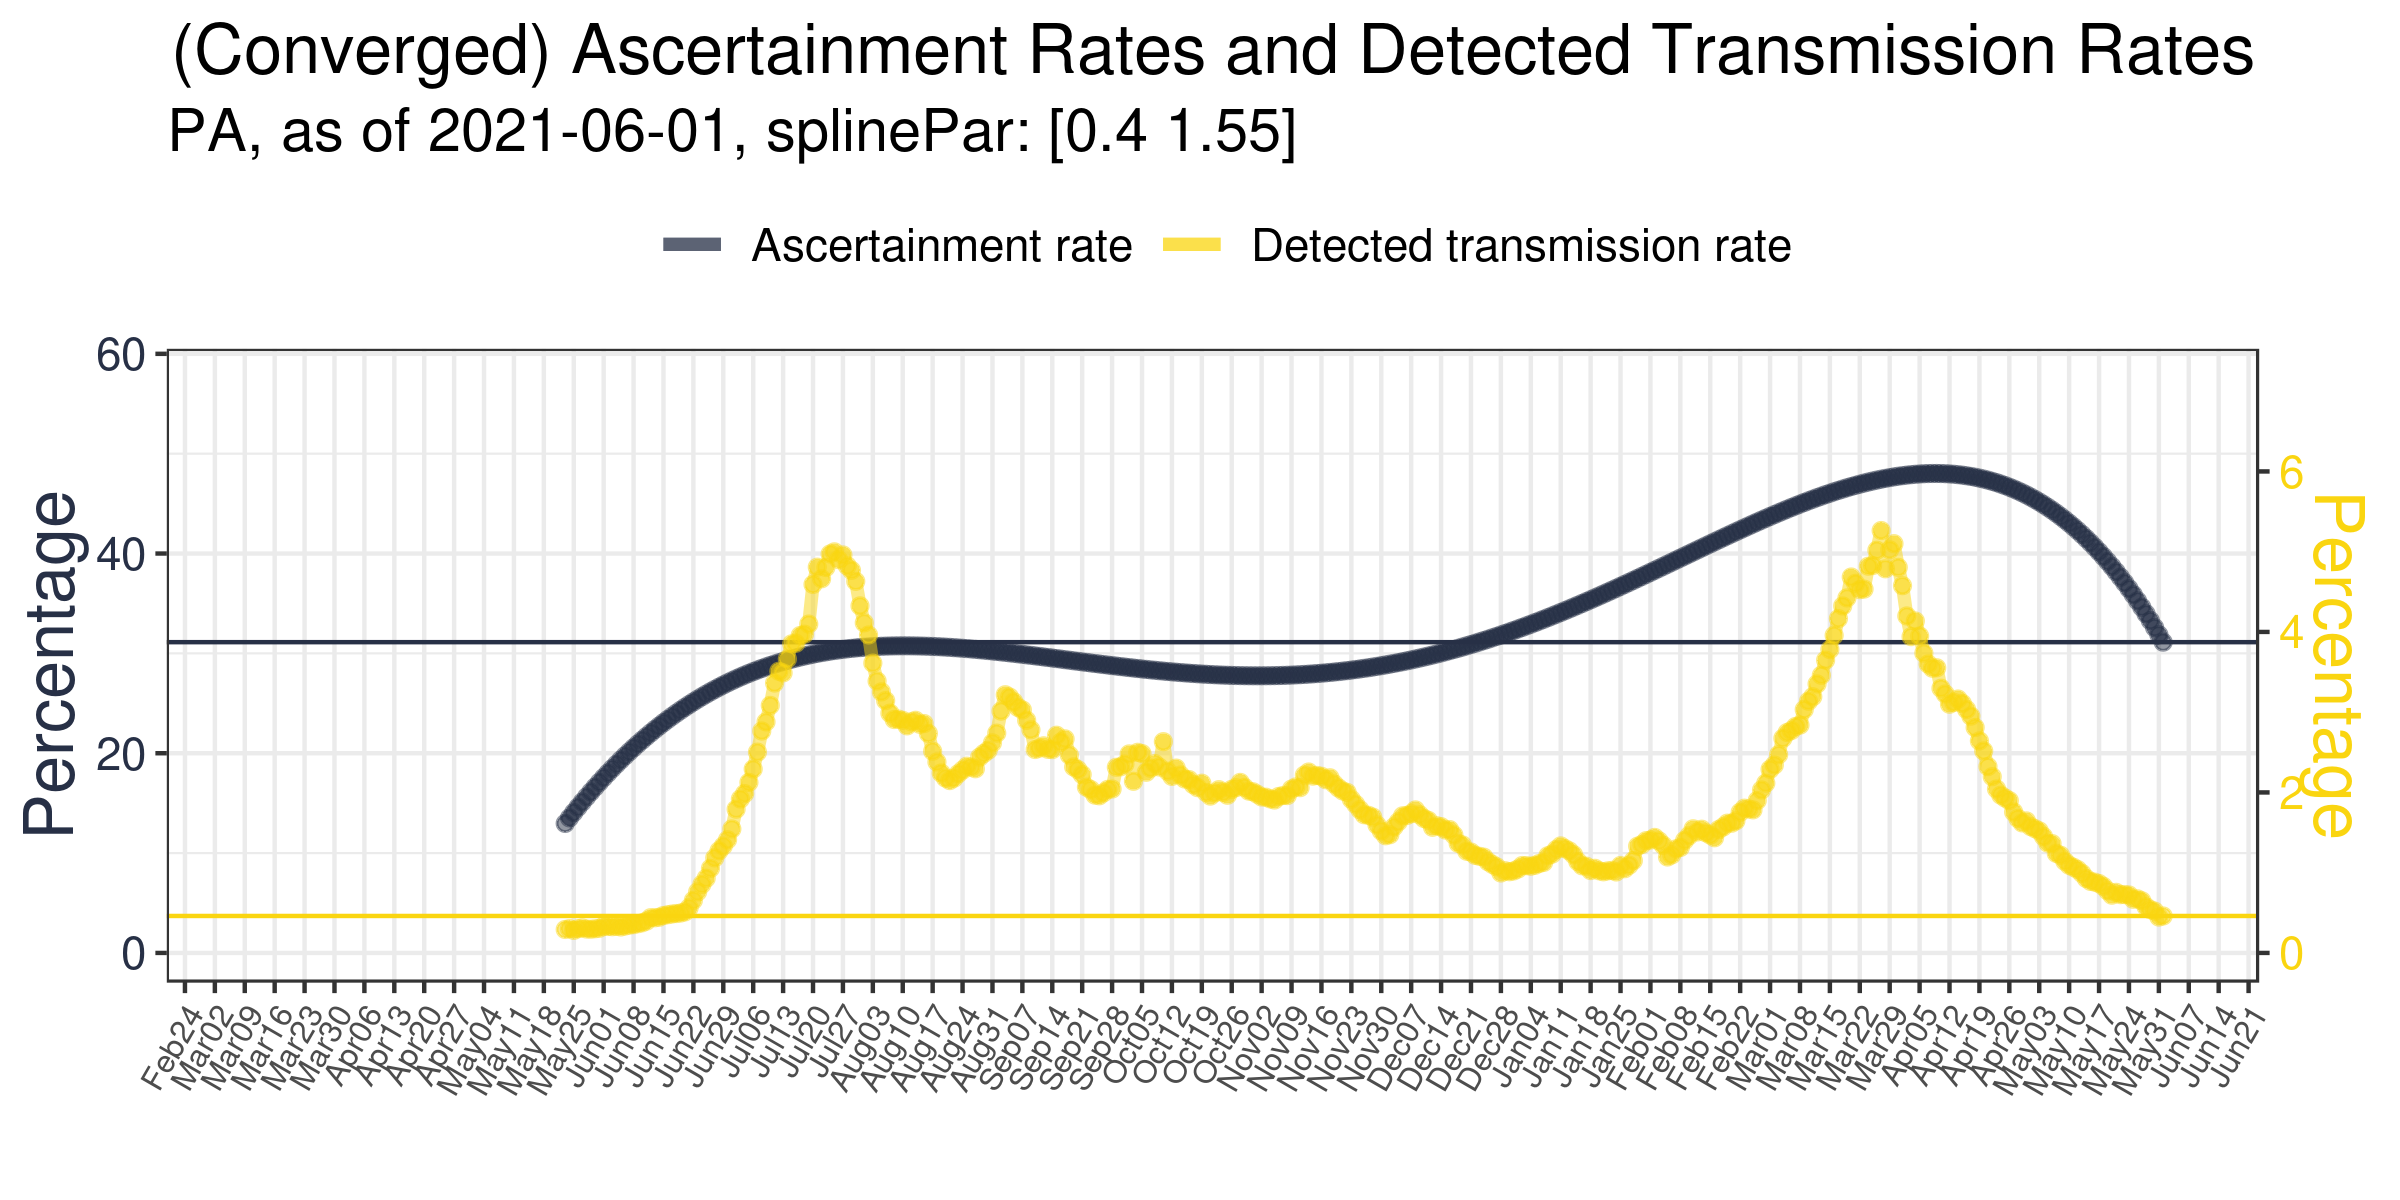 (Converged) Ascertainment Rates and Detected Transmission Rates
PA, as of 2021-06-01, splinePar: [0.4 1.55]
Ascertainment rate
Detected transmission rate
Percentage
60
40
20
0
6
4
2
0
Percentage
Feb24
Mar02
Mar09
Mar16
Mar23
Mar30
Apr06
Apr13
Apr20
Apr27
May04
May11
May18
May25
Jun01
Jun08
Jun15
Jun22
Jun29
Jul06
Jul13
Jul20
Jul27
Aug03
Aug10
Aug17
Aug24
Aug31
Sep07
Sep14
Sep21
Sep28
Oct05
Oct12
Oct19
Oct26
Nov02
Nov09
Nov16
Nov23
Nov30
Dec07
Dec14
Dec21
Dec28
Jan04
Jan11
Jan18
Jan25
Feb01
Feb08
Feb15
Feb22
Mar01
Mar08
Mar15
Mar22
Mar29
Apr05
Apr12
Apr19
Apr26
May03
May10
May17
May24
May31
Jun07
Jun14
Jun21